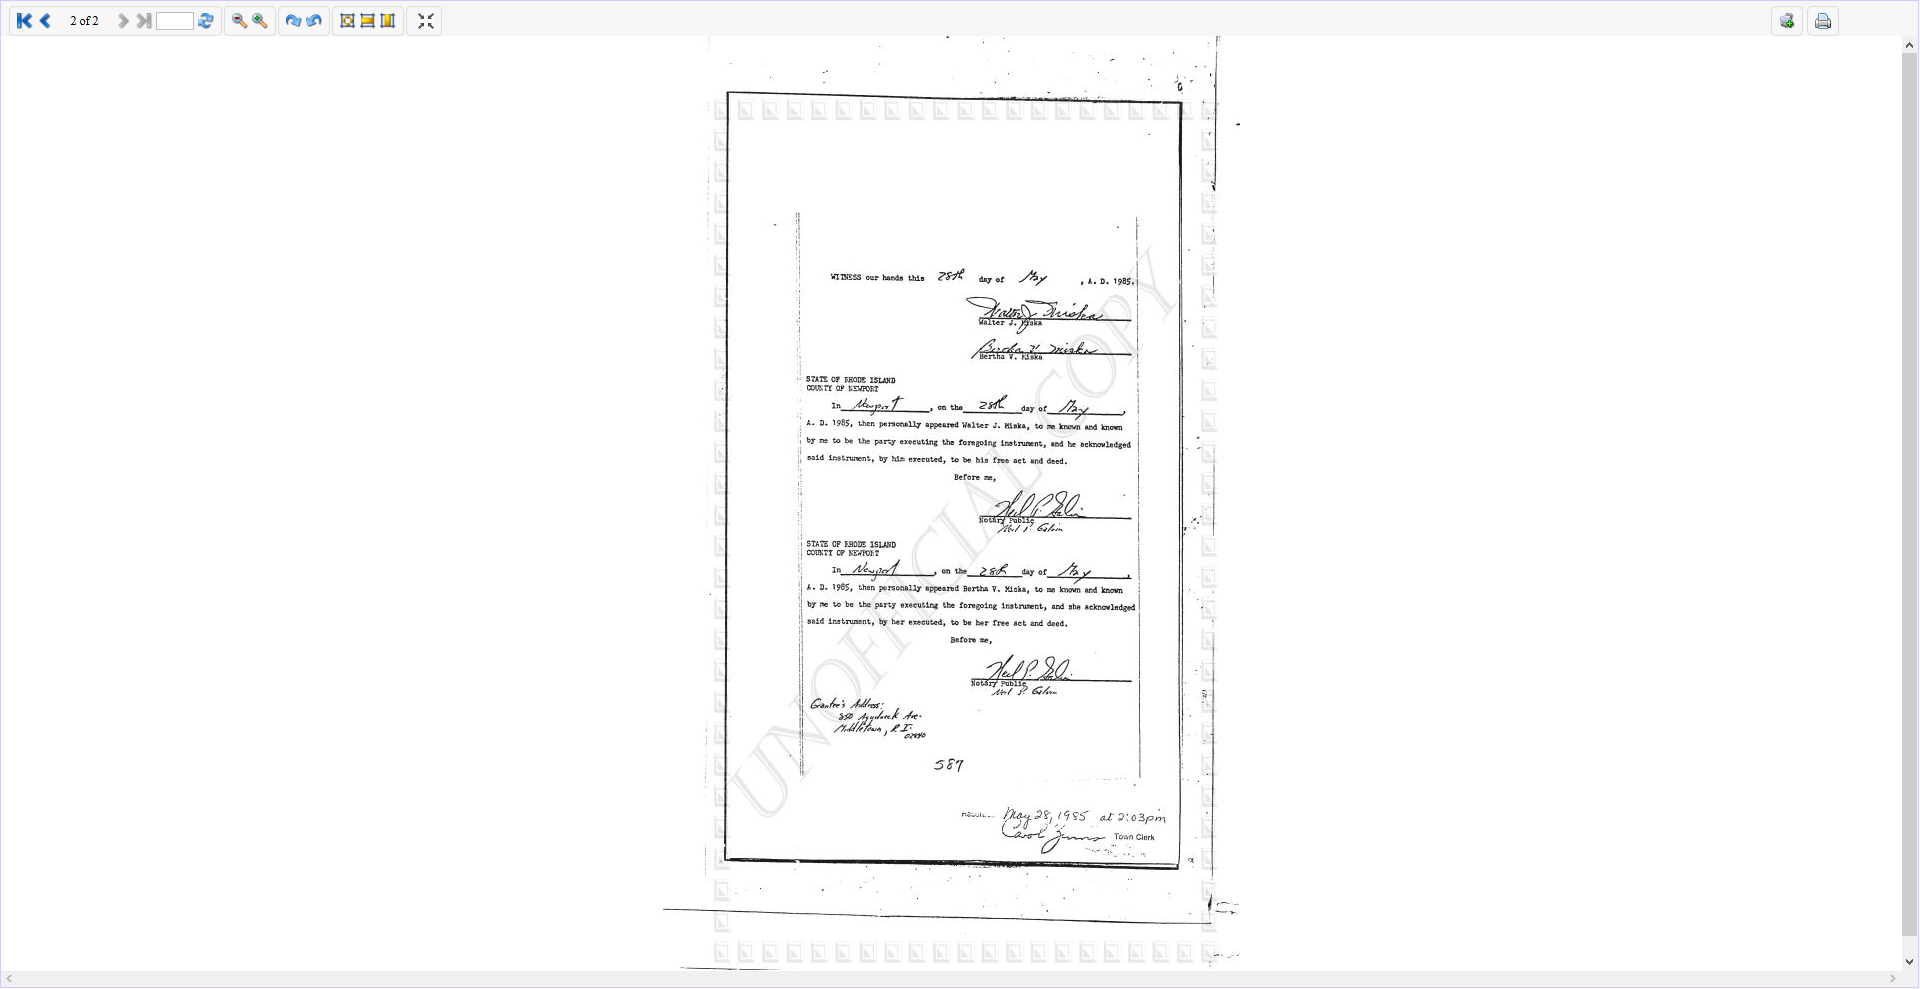 2 of 2
WITNESS our hands this 28th day of May , A. D. 1985.
Walter J. Miska
Walter J. Miska
Bertha V. Miska
Bertha V. Miska
STATE OF RHODE ISLAND
COUNTY OF NEWPORT
In Newport, on the 28th day of May,
A. D. 1985, then personally appeared Walter J. Miska, to me known and known
by me to be the party executing the foregoing instrument, and he acknowledged
said instrument, by him executed, to be his free act and deed.
Before me,
Neil P. Galvin
Notary Public
Neil P. Galvin
STATE OF RHODE ISLAND
COUNTY OF NEWPORT
In Newport, on the 28th day of May,
A. D. 1985, then personally appeared Bertha V. Miska, to me known and known
by me to be the party executing the foregoing instrument, and she acknowledged
said instrument, by her executed, to be her free act and deed.
Before me,
Neil P. Galvin
Notary Public
Neil P. Galvin
Grantee's Address:
850 Aquidneck Ave.
Middletown, R.I.
02840
587
May 28, 1985 at 2:03pm
Carol Town Clerk
UNOFFICIAL COPY